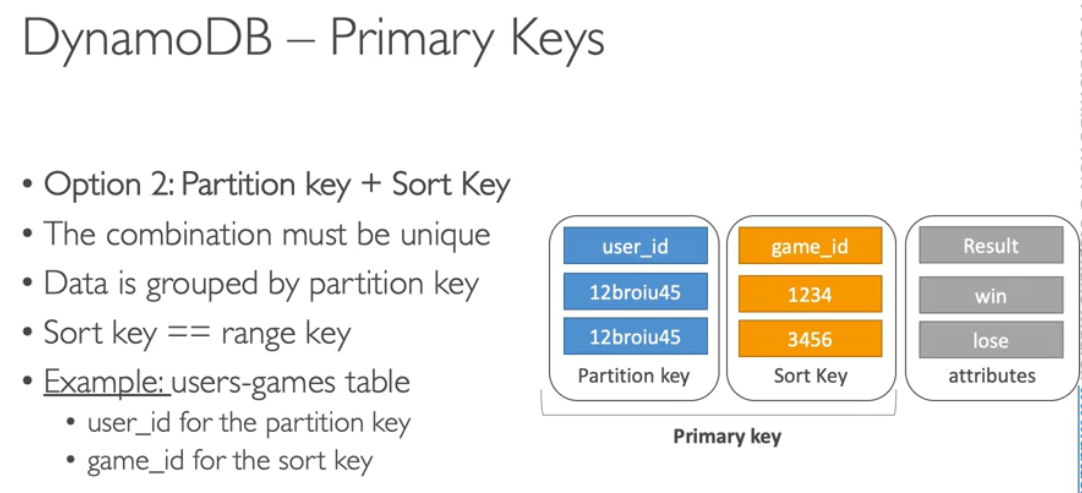 DynamoDB – Primary Keys
• Option 2: Partition key + Sort Key
• The combination must be unique
• Data is grouped by partition key
• Sort key == range key
• Example: users-games table
• user_id for the partition key
• game_id for the sort key
user_id game_id Result
12broiu45 1234 win
12broiu45 3456 lose
Partition key Sort Key attributes
Primary key